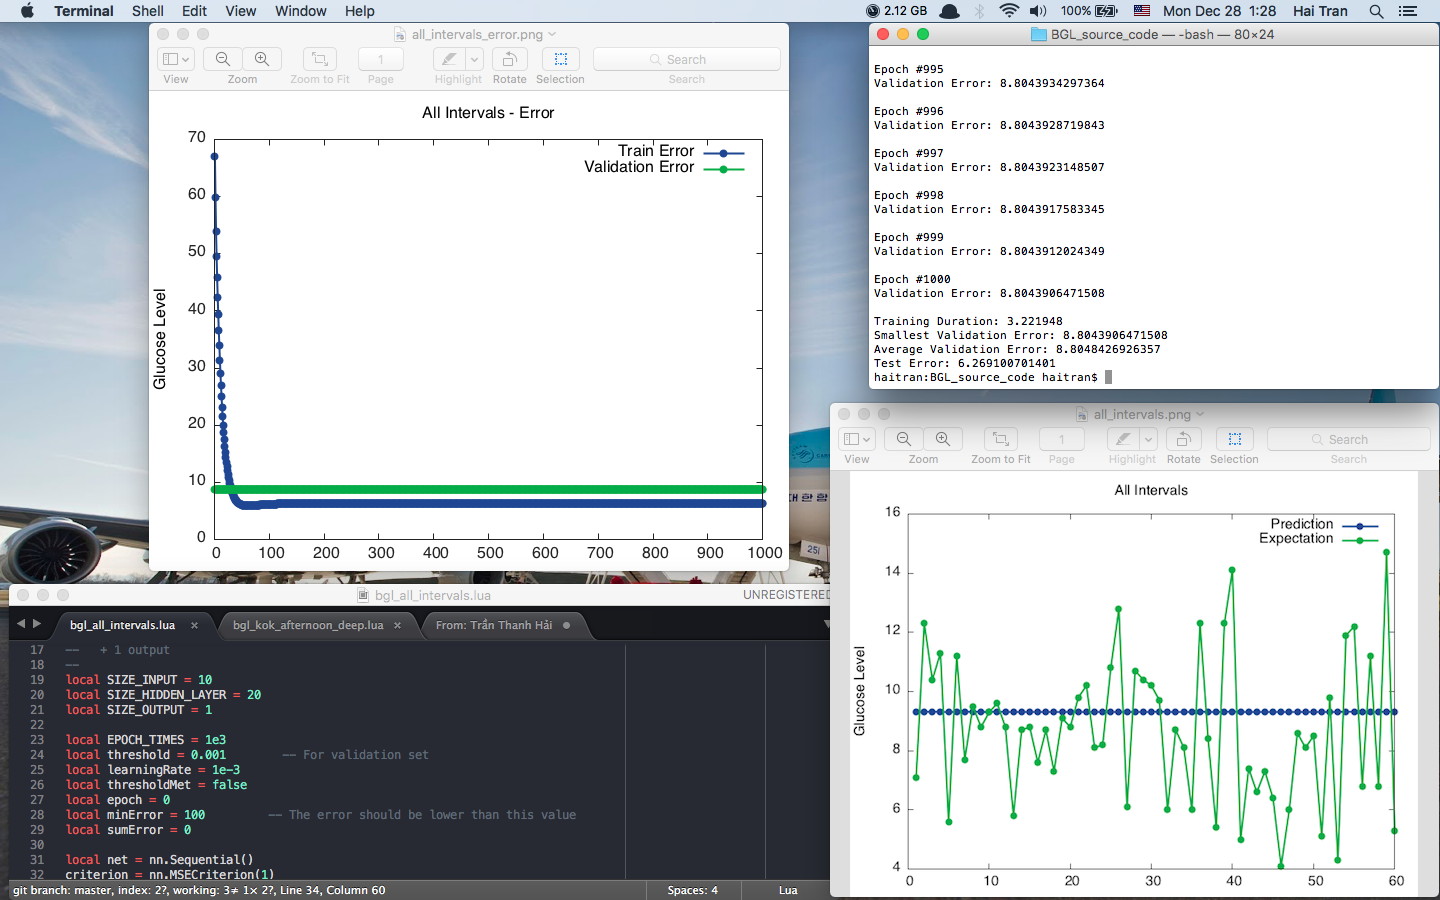 Terminal Shell Edit View Window Help
2.12 GB 100% Mon Dec 28 1:28 Hai Tran
all_intervals_error.png
1 Search
View Zoom Zoom to Fit Page Highlight Rotate Selection Search
All Intervals - Error
Train Error
Validation Error
Glucose Level
70
60
50
40
30
20
10
0
0 100 200 300 400 500 600 700 800 900 1000
BGL_source_code — -bash — 80×24
Epoch #995
Validation Error: 8.8043934297364
Epoch #996
Validation Error: 8.8043928719843
Epoch #997
Validation Error: 8.8043923148507
Epoch #998
Validation Error: 8.8043917583345
Epoch #999
Validation Error: 8.8043912024349
Epoch #1000
Validation Error: 8.8043906471508
Training Duration: 3.221948
Smallest Validation Error: 8.8043906471508
Average Validation Error: 8.8048426926357
Test Error: 6.269100701401
haitran:BGL_source_code haitran$
대한항
251
all_intervals.png
1 Search
View Zoom Zoom to Fit Page Highlight Rotate Selection Search
All Intervals
Prediction
Expectation
Glucose Level
16
14
12
10
8
6
4
0 10 20 30 40 50 60
bgl_all_intervals.lua UNREGISTERED
bgl_all_intervals.lua × bgl_kok_afternoon_deep.lua × From: Trần Thanh Hải
17 -- + 1 output
18 --
19 local SIZE_INPUT = 10
20 local SIZE_HIDDEN_LAYER = 20
21 local SIZE_OUTPUT = 1
22
23 local EPOCH_TIMES = 1e3
24 local threshold = 0.001 -- For validation set
25 local learningRate = 1e-3
26 local thresholdMet = false
27 local epoch = 0
28 local minError = 100 -- The error should be lower than this value
29 local sumError = 0
30
31 local net = nn.Sequential()
32 criterion = nn.MSECriterion(1)
git branch: master, index: 2?, working: 3≠ 1× 2?, Line 34, Column 60 Spaces: 4 Lua